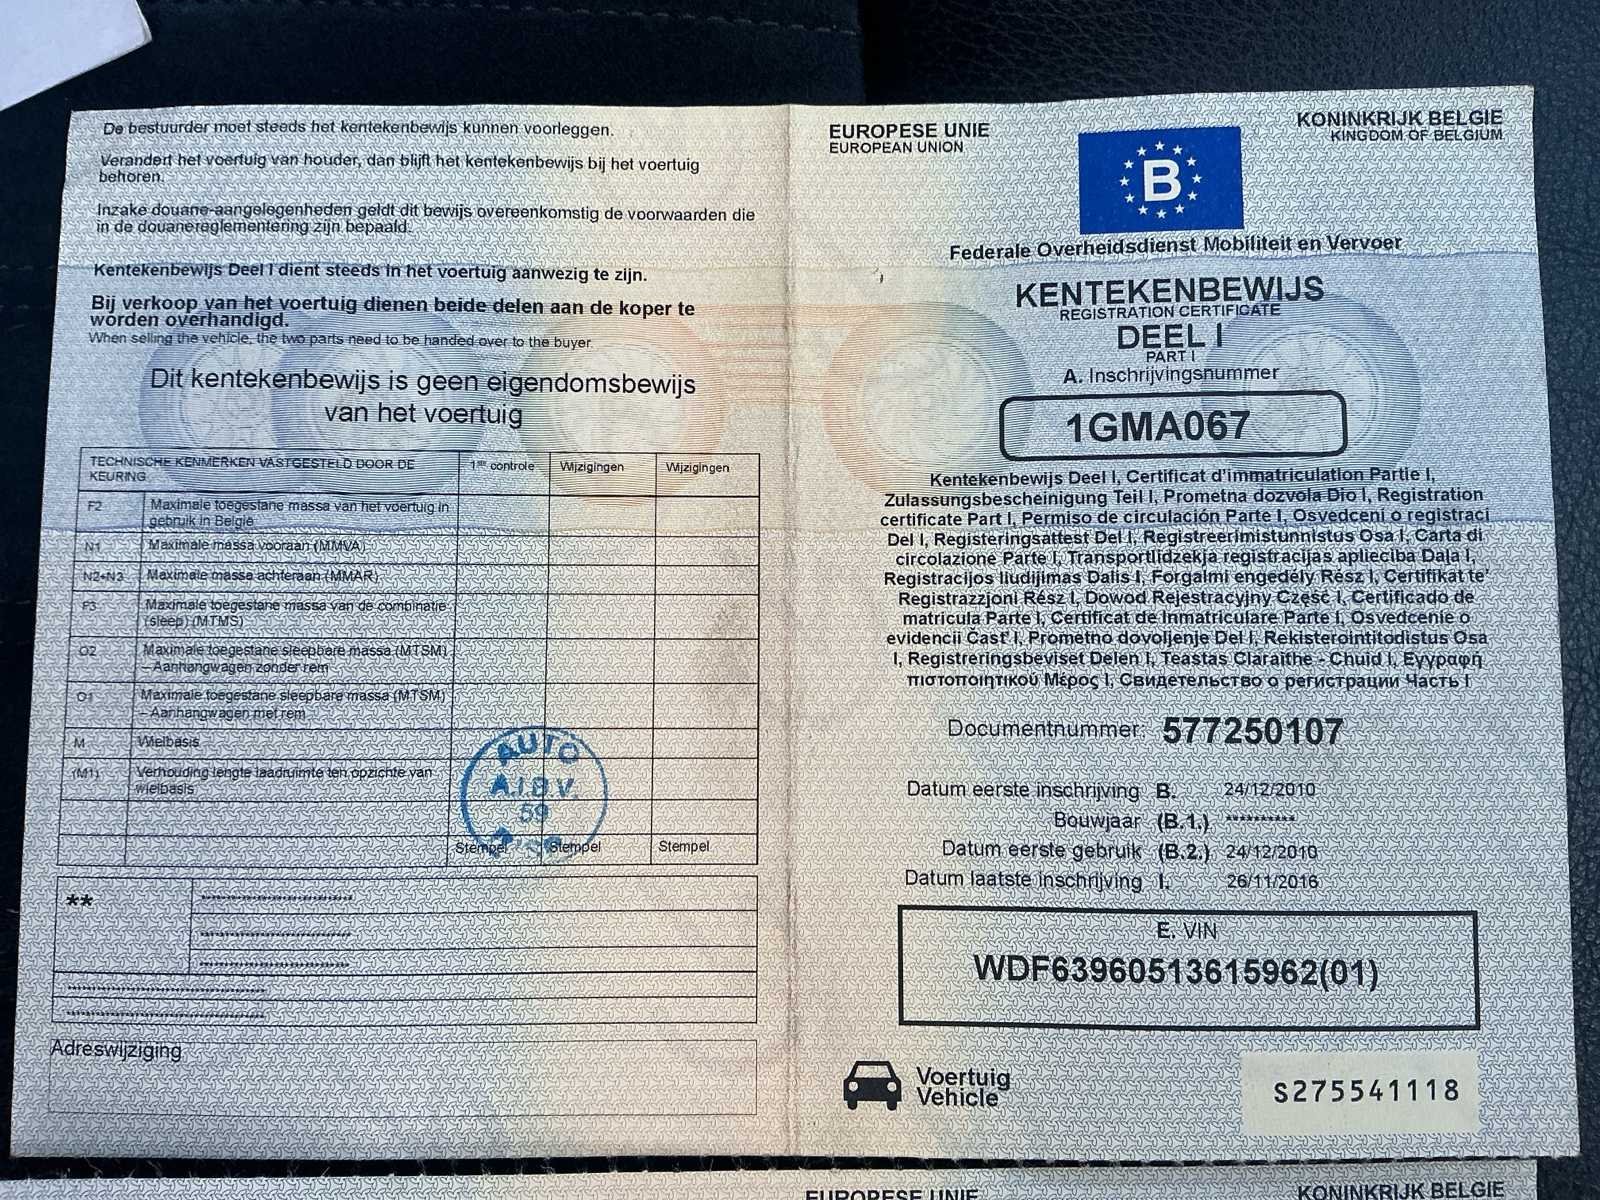 De bestuurder moet steeds het kentekenbewijs kunnen voorleggen.
Verandert het voertuig van houder, dan blijft het kentekenbewijs bij het voertuig
behoren.
Inzake douane-aangelegenheden geldt dit bewijs overeenkomstig de voorwaarden die
in de douanereglementering zijn bepaald.
Kentekenbewijs Deel I dient steeds in het voertuig aanwezig te zijn.
Bij verkoop van het voertuig dienen beide delen aan de koper te
worden overhandigd.
When selling the vehicle, the two parts need to be handed over to the buyer.
Dit kentekenbewijs is geen eigendomsbewijs
van het voertuig
TECHNISCHE KENMERKEN VASTGESTELD DOOR DE
KEURING
1ste controle
Wijzigingen
Wijzigingen
F2 Maximale toegestane massa van het voertuig in
gebruik in België
N1 Maximale massa vooraan (MMVA)
N2+N3 Maximale massa achteraan (MMAR)
F3 Maximale toegestane massa van de combinatie
(sleep) (MTMS)
O2 Maximale toegestane sleepbare massa (MTSM)
– Aanhangwagen zonder rem
O1 Maximale toegestane sleepbare massa (MTSM)
– Aanhangwagen met rem
M Wielbasis
(M1) Verhouding lengte laadruimte ten opzichte van
wielbasis
AUTO
A.I.B.V.
59
Stempel
Stempel
Stempel
**
Adreswijziging
EUROPESE UNIE
EUROPEAN UNION
B
KONINKRIJK BELGIE
KINGDOM OF BELGIUM
Federale Overheidsdienst Mobiliteit en Vervoer
KENTEKENBEWIJS
REGISTRATION CERTIFICATE
DEEL I
PART I
A. Inschrijvingsnummer
1GMA067
Kentekenbewijs Deel I, Certificat d'immatriculation Partie I,
Zulassungsbescheinigung Teil I, Prometna dozvola Dio I, Registration
certificate Part I, Permiso de circulación Parte I, Osvedceni o registraci
Del I, Registeringsattest Del I, Registreerimistunnistus Osa I, Carta di
circolazione Parte I, Transportlidzekja registracijas aplieciba Daļa I,
Registracijos liudijimas Dalis I, Forgalmi engedély Rész I, Certifikat te'
Registrazzjoni Rész I, Dowod Rejestracyjny Część I, Certificado de
matricula Parte I, Certificat de Inmatriculare Parte I, Osvedcenie o
evidencii Čast' I, Prometno dovoljenje Del I, Rekisterointitodistus Osa
I, Registreringsbeviset Delen I, Teastas Claraithe - Chuid I, Εγγραφή
πιστοποιητικού Μέρος I, Свидетельство о регистрации Часть I
Documentnummer: 577250107
Datum eerste inschrijving B. 24/12/2010
Bouwjaar (B.1.) **********
Datum eerste gebruik (B.2.) 24/12/2010
Datum laatste inschrijving I. 26/11/2016
E. VIN
WDF63960513615962(01)
Voertuig
Vehicle
S275541118
EUROPESE UNIE
KONINKRIJK BELGIE